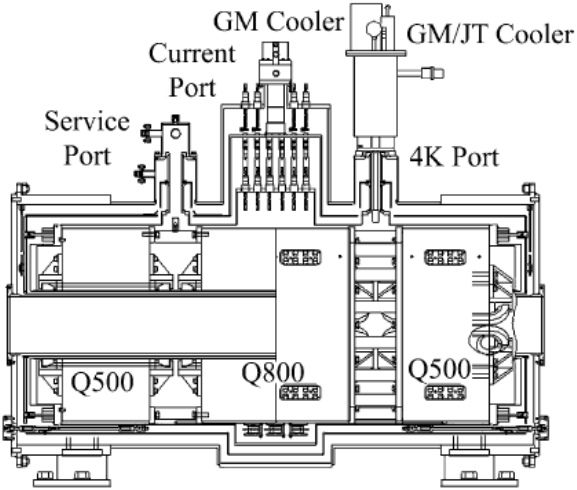 GM Cooler
GM/JT Cooler
Current
Port
Service
Port
4K Port
Q500
Q800
Q500